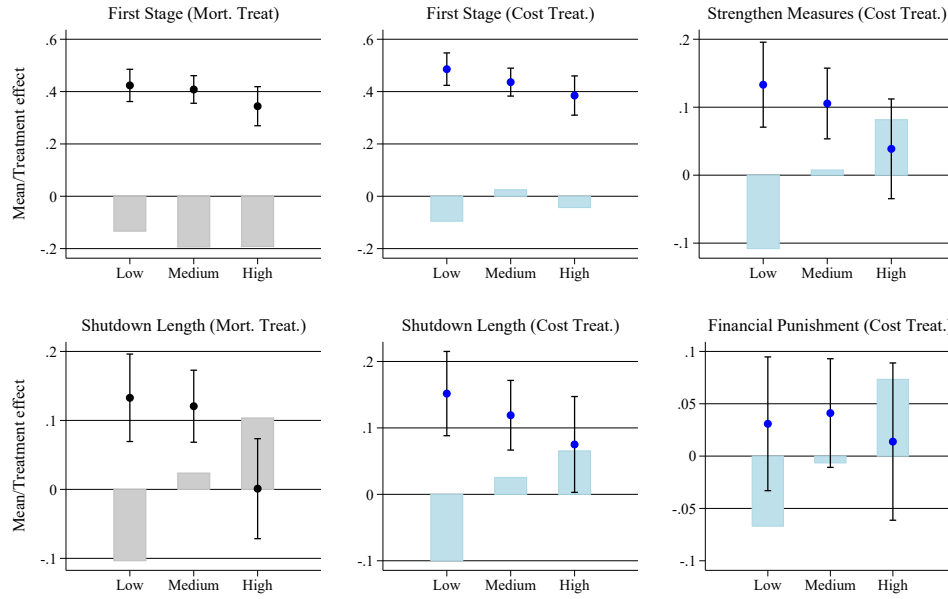 First Stage (Mort. Treat)
Mean/Treatment effect
.6
.4
.2
0
-.2
Low Medium High
First Stage (Cost Treat.)
.6
.4
.2
0
-.2
Low Medium High
Strengthen Measures (Cost Treat.)
.2
.1
0
-.1
Low Medium High
Shutdown Length (Mort. Treat.)
Mean/Treatment effect
.2
.1
0
-.1
Low Medium High
Shutdown Length (Cost Treat.)
.2
.1
0
-.1
Low Medium High
Financial Punishment (Cost Treat.)
.1
.05
0
-.05
-.1
Low Medium High